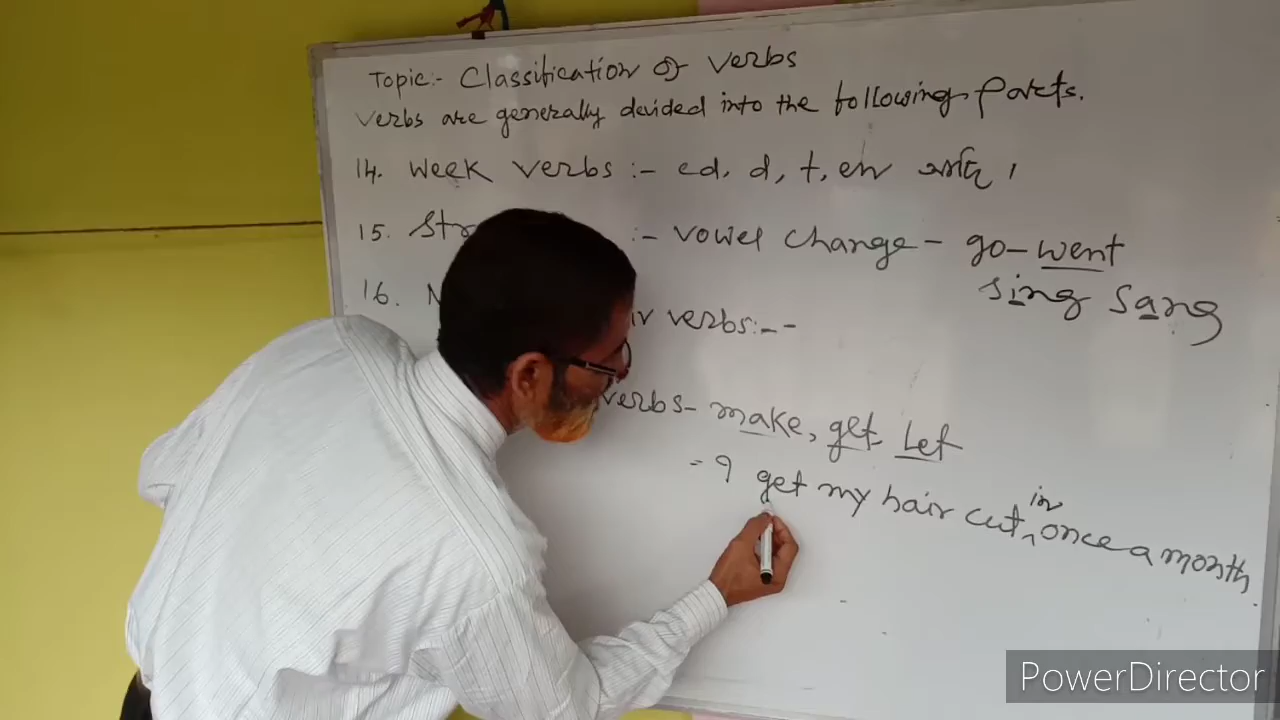 Topic:- Classification of verbs
verbs are generally devided into the following parts.
14. Week verbs :- ed, d, t, en
15. Str :- vowel change - go-went
sing sang
16. N
verbs:--
verbs- make, get, Let
= I get my hair cut, in once a month
PowerDirector